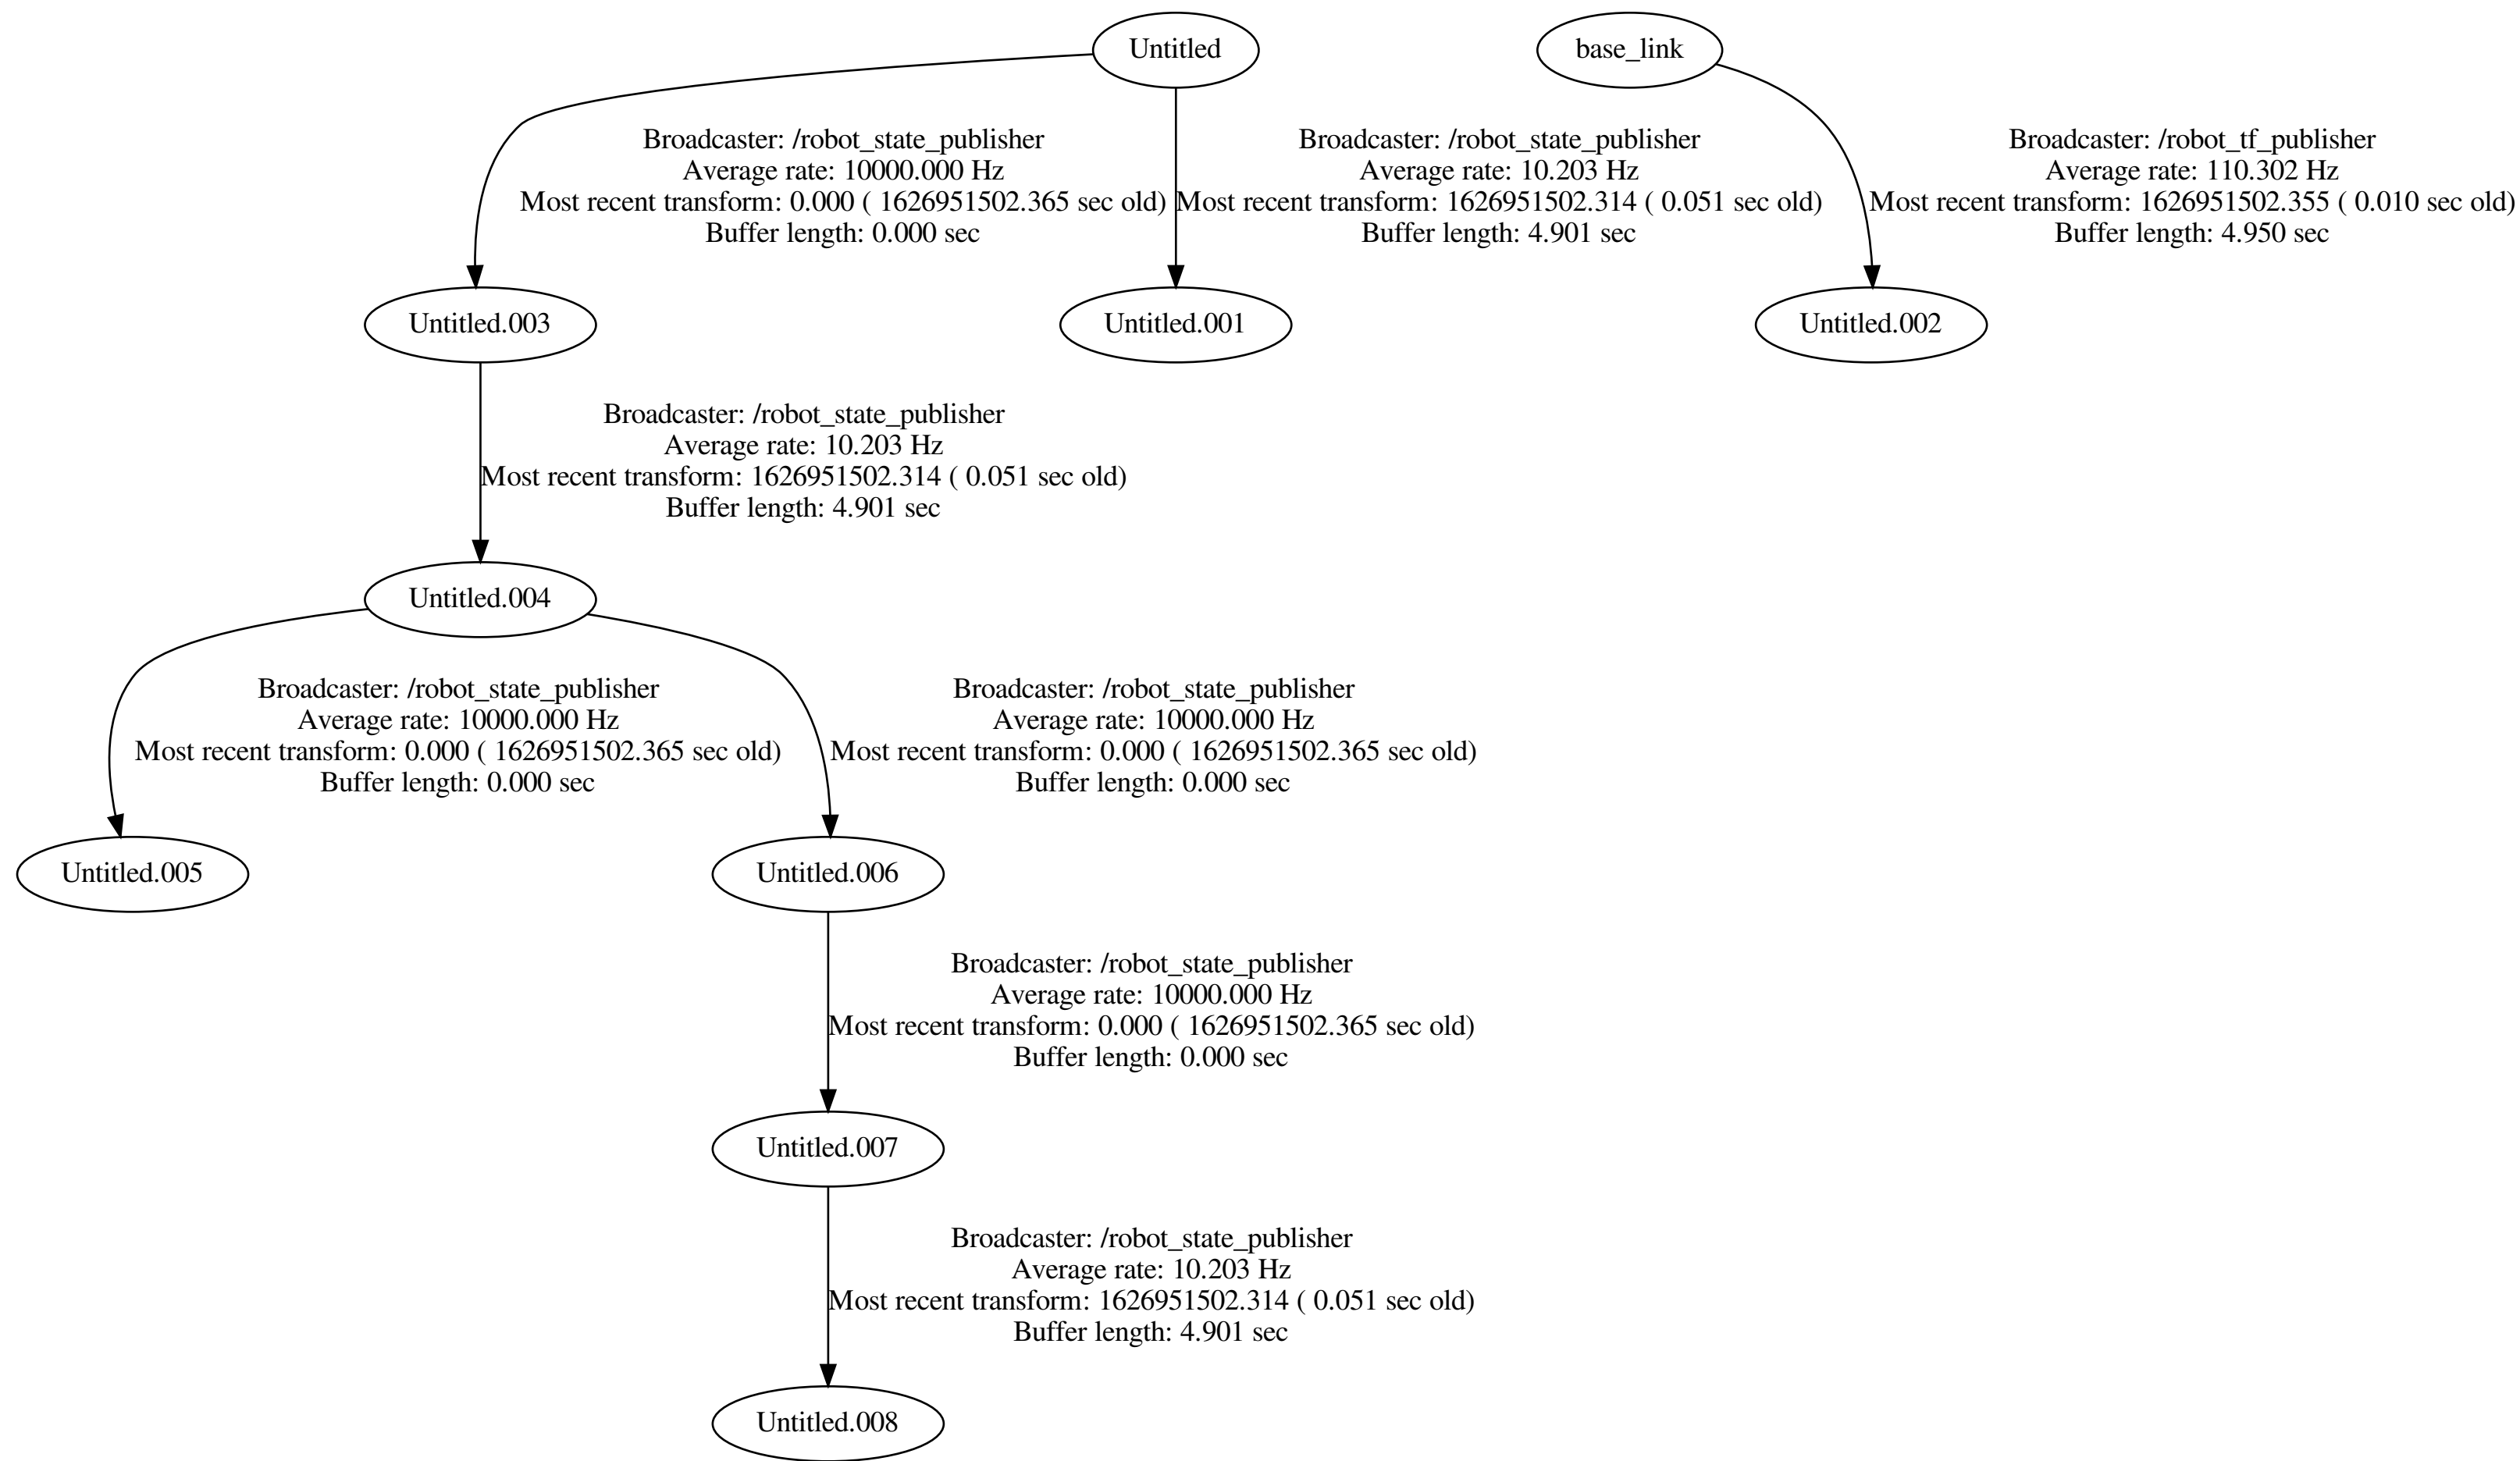 Untitled
base_link
Broadcaster: /robot_state_publisher
Average rate: 10000.000 Hz
Most recent transform: 0.000 ( 1626951502.365 sec old)
Buffer length: 0.000 sec
Broadcaster: /robot_state_publisher
Average rate: 10.203 Hz
Most recent transform: 1626951502.314 ( 0.051 sec old)
Buffer length: 4.901 sec
Broadcaster: /robot_tf_publisher
Average rate: 110.302 Hz
Most recent transform: 1626951502.355 ( 0.010 sec old)
Buffer length: 4.950 sec
Untitled.003
Untitled.001
Untitled.002
Broadcaster: /robot_state_publisher
Average rate: 10.203 Hz
Most recent transform: 1626951502.314 ( 0.051 sec old)
Buffer length: 4.901 sec
Untitled.004
Broadcaster: /robot_state_publisher
Average rate: 10000.000 Hz
Most recent transform: 0.000 ( 1626951502.365 sec old)
Buffer length: 0.000 sec
Broadcaster: /robot_state_publisher
Average rate: 10000.000 Hz
Most recent transform: 0.000 ( 1626951502.365 sec old)
Buffer length: 0.000 sec
Untitled.005
Untitled.006
Broadcaster: /robot_state_publisher
Average rate: 10000.000 Hz
Most recent transform: 0.000 ( 1626951502.365 sec old)
Buffer length: 0.000 sec
Untitled.007
Broadcaster: /robot_state_publisher
Average rate: 10.203 Hz
Most recent transform: 1626951502.314 ( 0.051 sec old)
Buffer length: 4.901 sec
Untitled.008